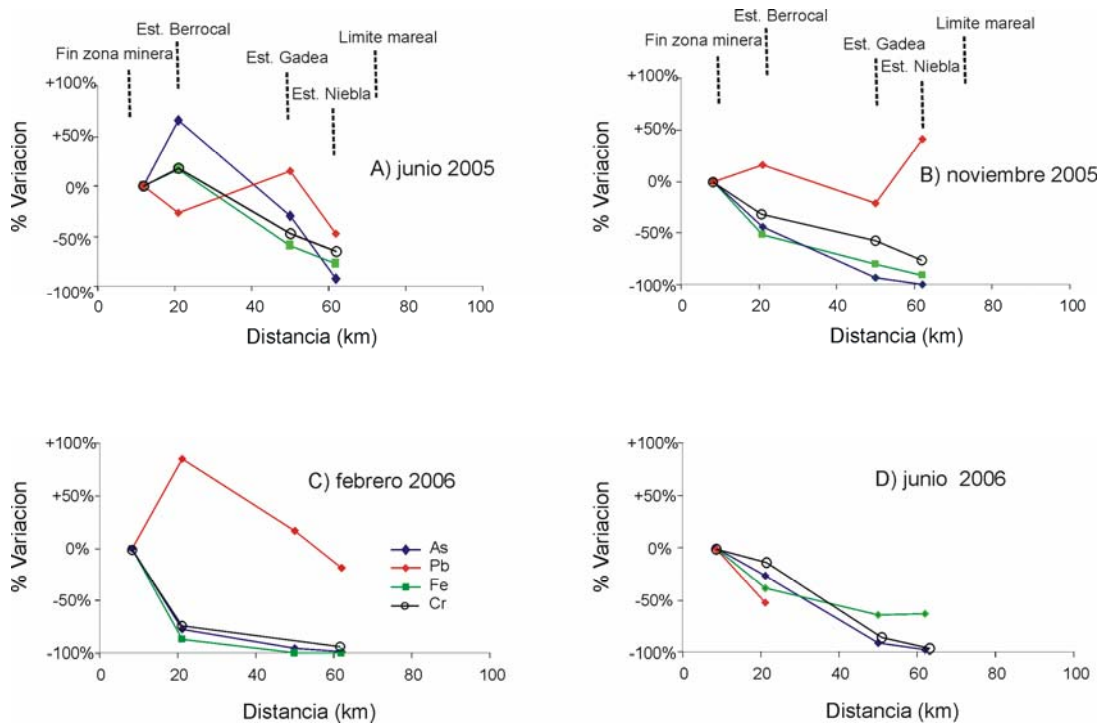 Fin zona minera
Est. Berrocal
Est. Gadea
Est. Niebla
Limite mareal
+100%
+50%
0%
-50%
-100%
% Variacion
A) junio 2005
0
20
40
60
80
100
Distancia (km)
Fin zona minera
Est. Berrocal
Est. Gadea
Est. Niebla
Limite mareal
+100%
+50%
0%
-50%
-100%
% Variacion
B) noviembre 2005
0
20
40
60
80
100
Distancia (km)
+100%
+50%
0%
-50%
-100%
% Variacion
C) febrero 2006
As
Pb
Fe
Cr
0
20
40
60
80
100
Distancia (km)
+100%
+50%
0%
-50%
-100%
% Variacion
D) junio 2006
0
20
40
60
80
100
Distancia (km)